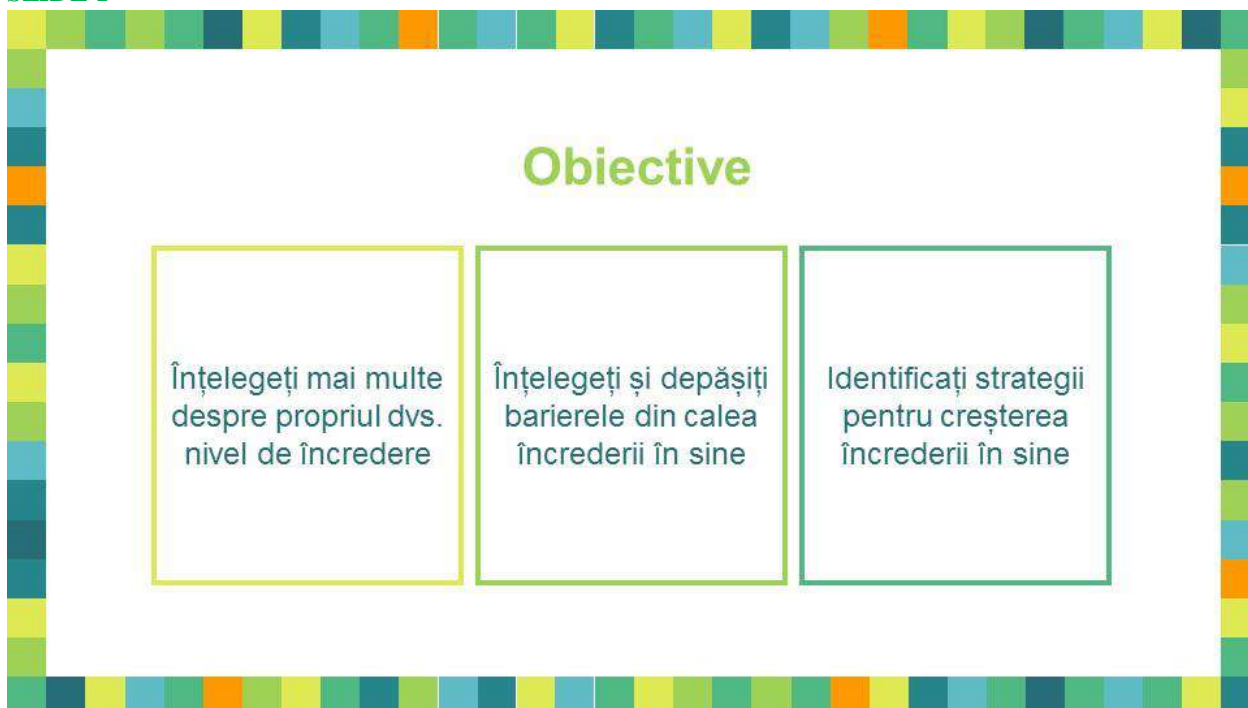 Obiective
Înțelegeți mai multe
despre propriul dvs.
nivel de încredere
Înțelegeți și depășiți
barierele din calea
încrederii în sine
Identificați strategii
pentru creșterea
încrederii în sine